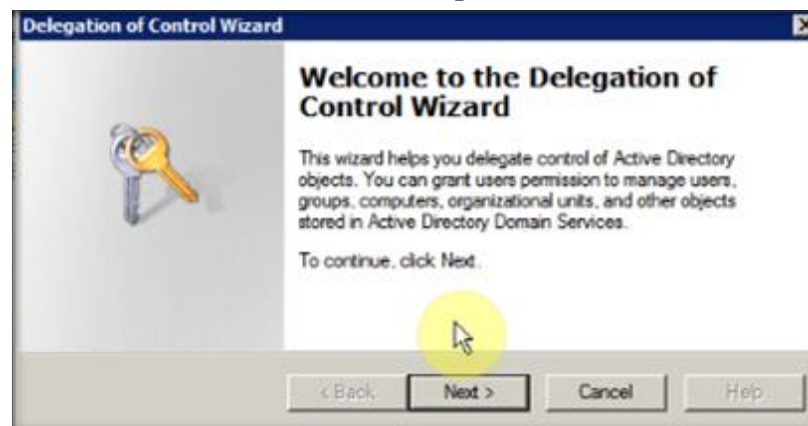 Delegation of Control Wizard
Welcome to the Delegation of
Control Wizard
This wizard helps you delegate control of Active Directory
objects. You can grant users permission to manage users,
groups, computers, organizational units, and other objects
stored in Active Directory Domain Services.
To continue, click Next.
< Back Next > Cancel Help